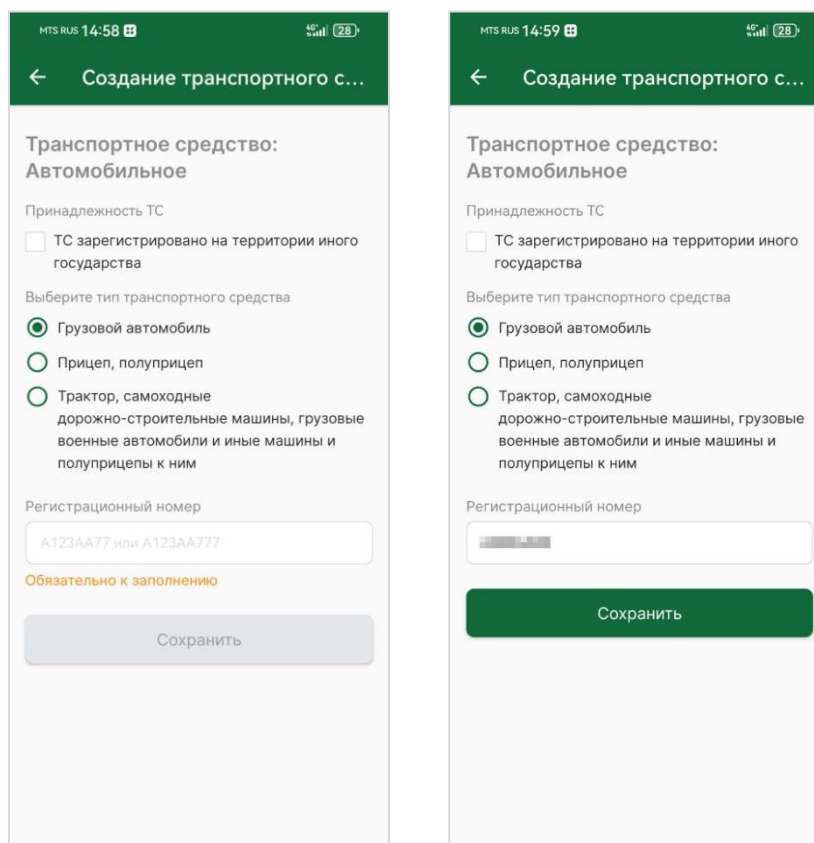 MTS RUS 14:58 4G+ 28
Создание транспортного с...
Транспортное средство:
Автомобильное
Принадлежность ТС
ТС зарегистрировано на территории иного
государства
Выберите тип транспортного средства
Грузовой автомобиль
Прицеп, полуприцеп
Трактор, самоходные
дорожно-строительные машины, грузовые
военные автомобили и иные машины и
полуприцепы к ним
Регистрационный номер
А123АА77 или А123АА777
Обязательно к заполнению
Сохранить
MTS RUS 14:59 4G+ 28
Создание транспортного с...
Транспортное средство:
Автомобильное
Принадлежность ТС
ТС зарегистрировано на территории иного
государства
Выберите тип транспортного средства
Грузовой автомобиль
Прицеп, полуприцеп
Трактор, самоходные
дорожно-строительные машины, грузовые
военные автомобили и иные машины и
полуприцепы к ним
Регистрационный номер
Сохранить